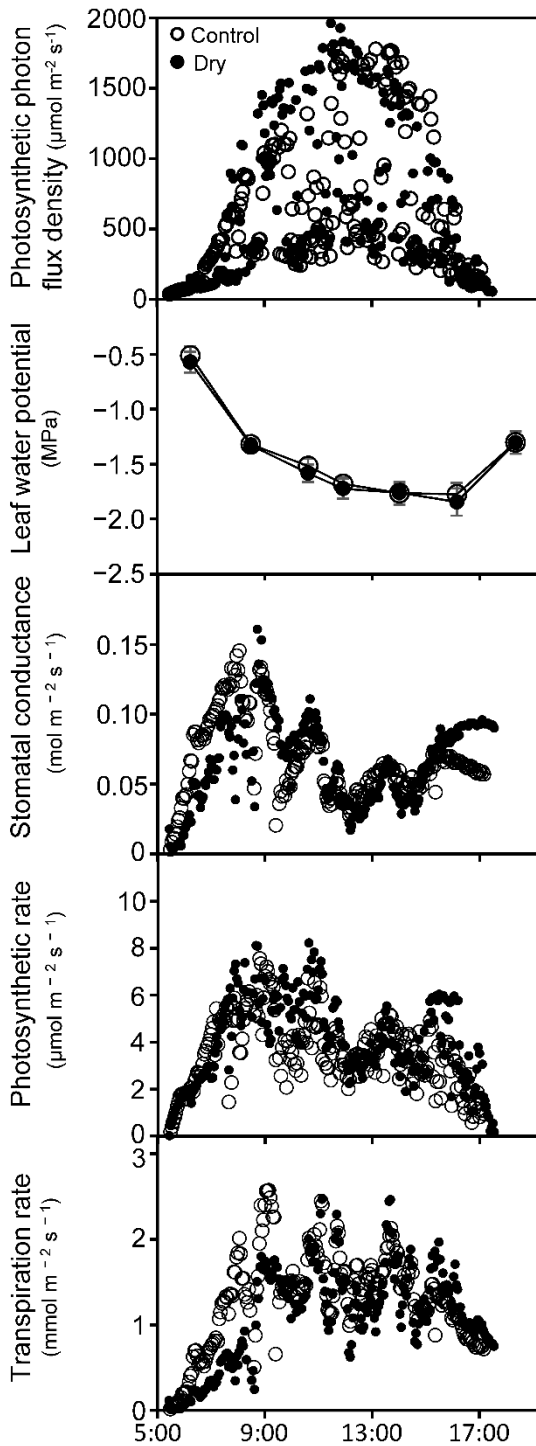 Photosynthetic photon
flux density (µmol m⁻² s⁻¹)
2000
1500
1000
500
0
Control
Dry
Leaf water potential
(MPa)
−0.5
−1.0
−1.5
−2.0
−2.5
Stomatal conductance
(mol m⁻² s⁻¹)
0.15
0.10
0.05
0
Photosynthetic rate
(µmol m⁻² s⁻¹)
10
8
6
4
2
0
Transpiration rate
(mmol m⁻² s⁻¹)
3
2
1
0
5:00 9:00 13:00 17:00